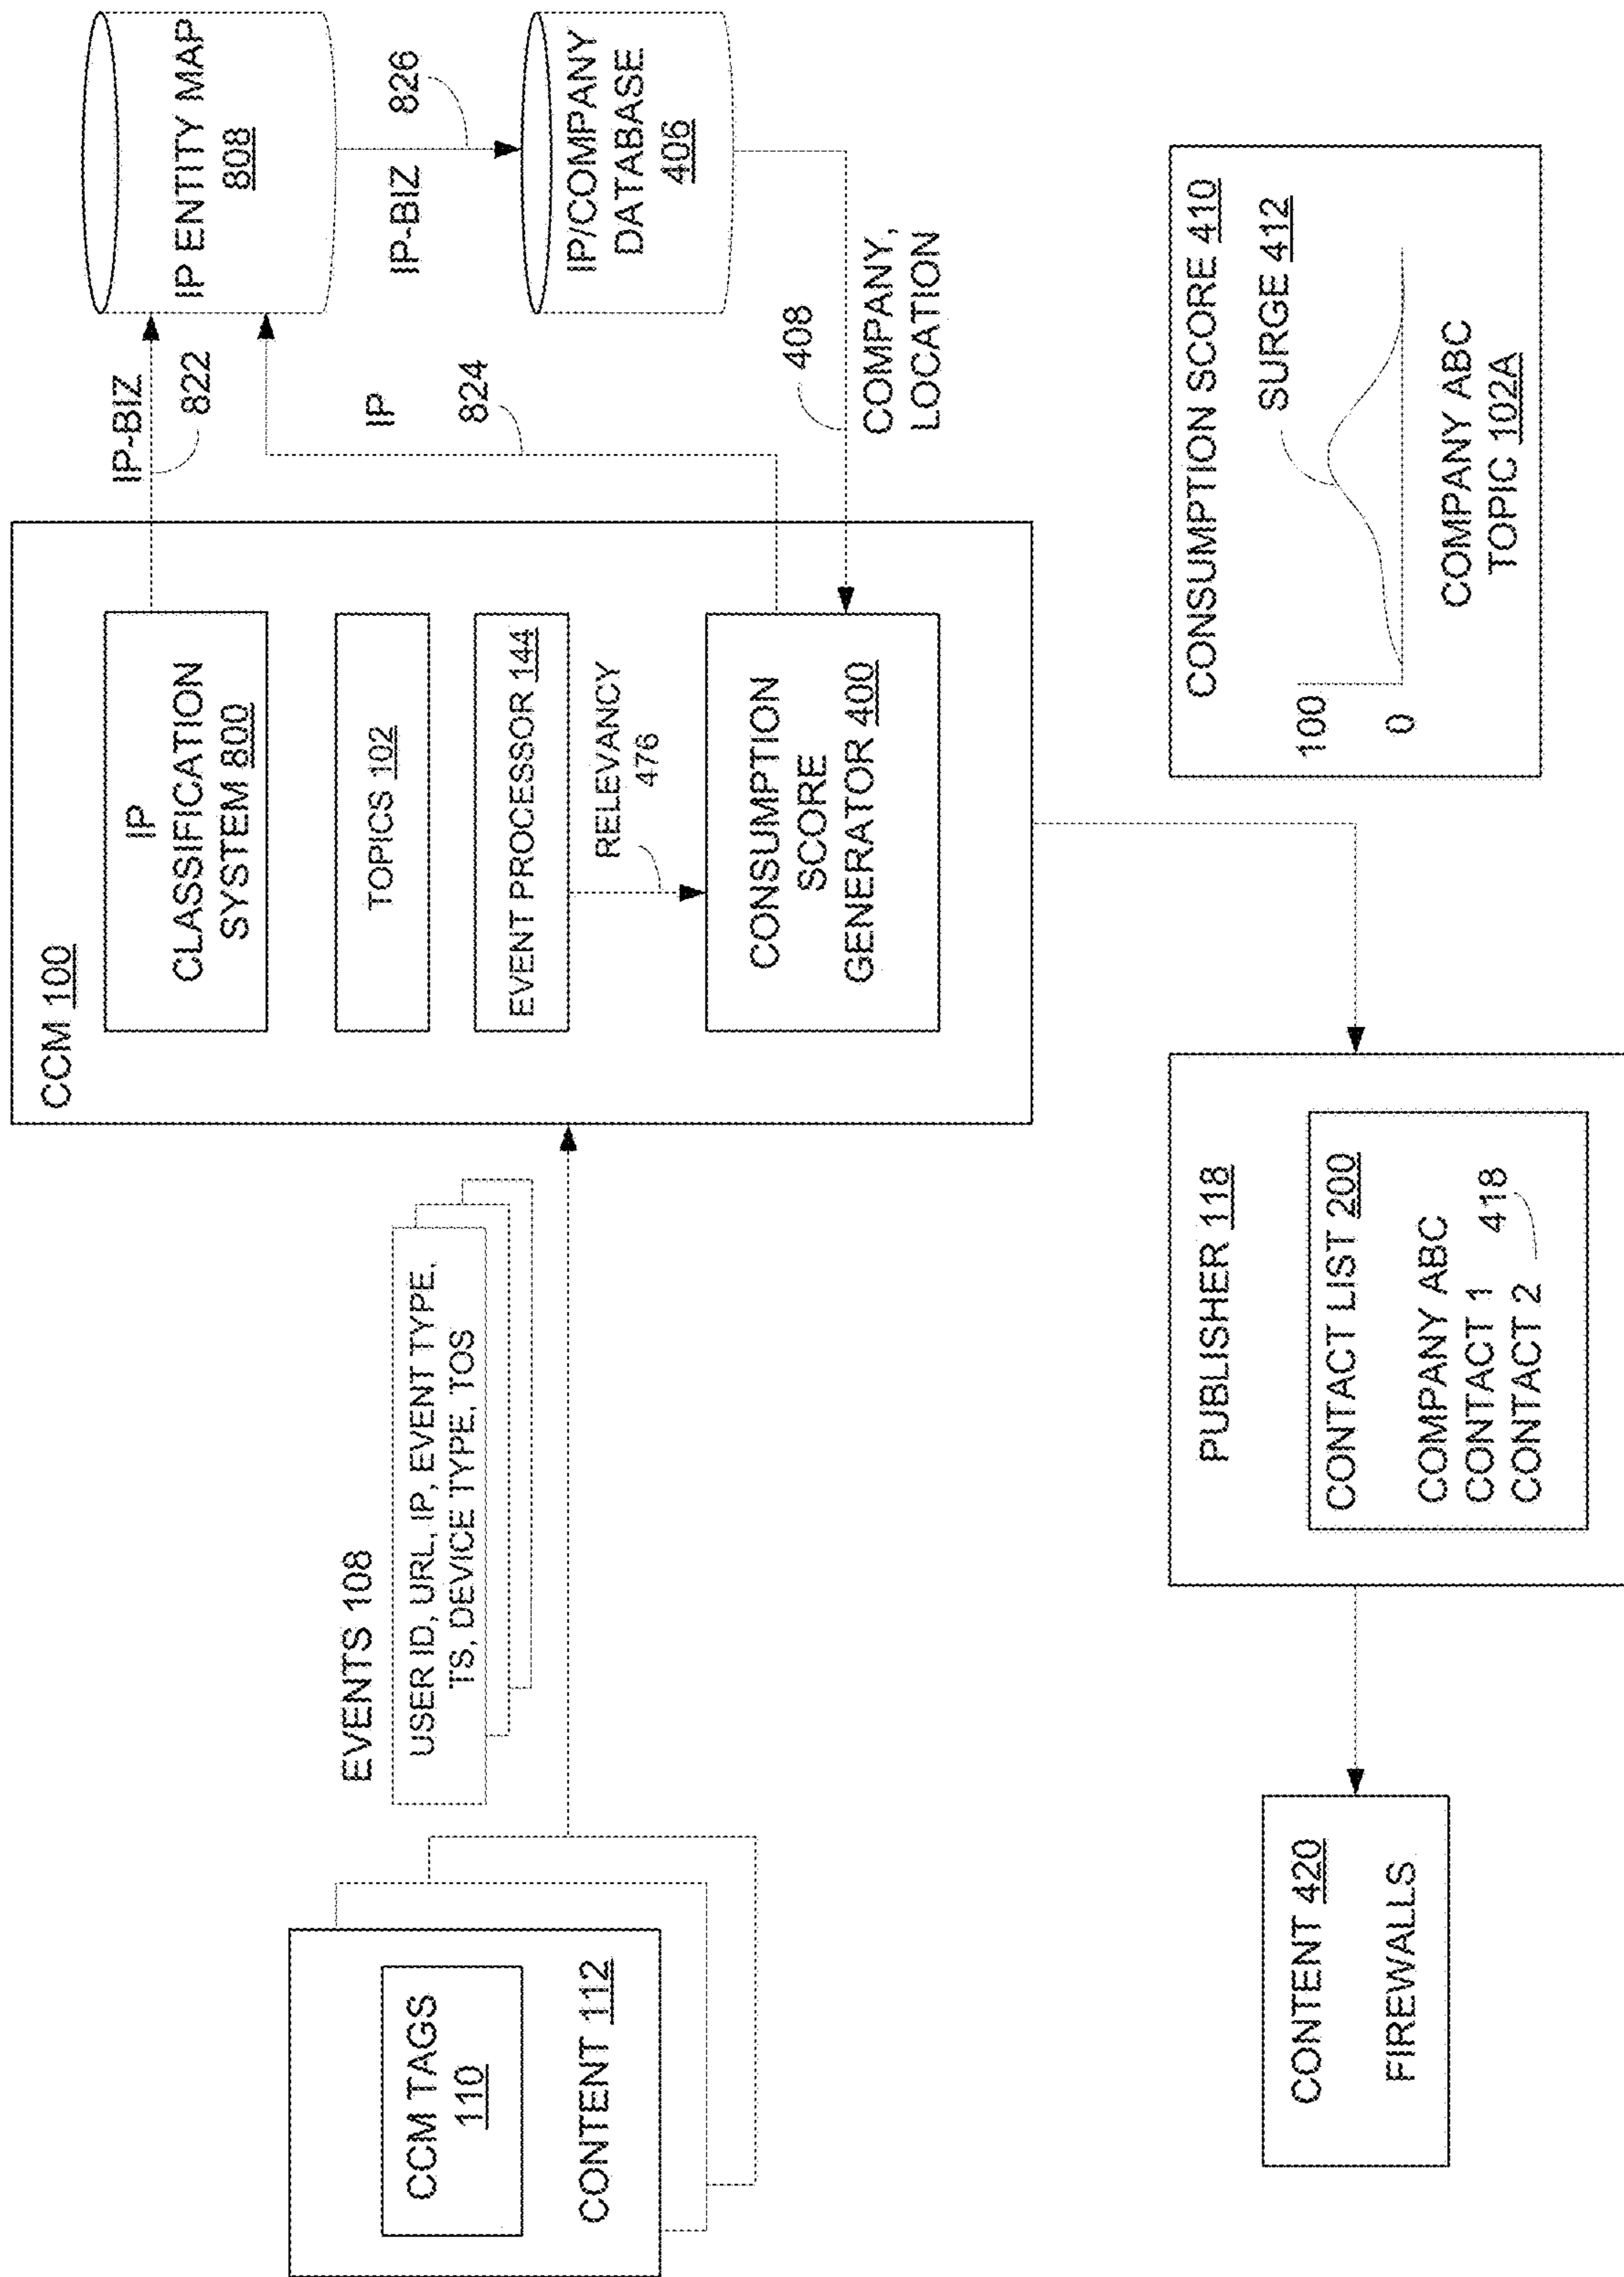 CCM TAGS
110
CONTENT 112
EVENTS 108
USER ID, URL, IP, EVENT TYPE,
TS, DEVICE TYPE, TOS
CCM 100
IP
CLASSIFICATION
SYSTEM 800
TOPICS 102
EVENT PROCESSOR 144
RELEVANCY
476
CONSUMPTION
SCORE
GENERATOR 400
IP-BIZ
822
IP
824
IP ENTITY MAP
808
IP-BIZ
826
IP/COMPANY
DATABASE
406
408
COMPANY,
LOCATION
CONTENT 420
FIREWALLS
PUBLISHER 118
CONTACT LIST 200
COMPANY ABC
CONTACT 1
418
CONTACT 2
CONSUMPTION SCORE 410
100
SURGE 412
0
COMPANY ABC
TOPIC 102A